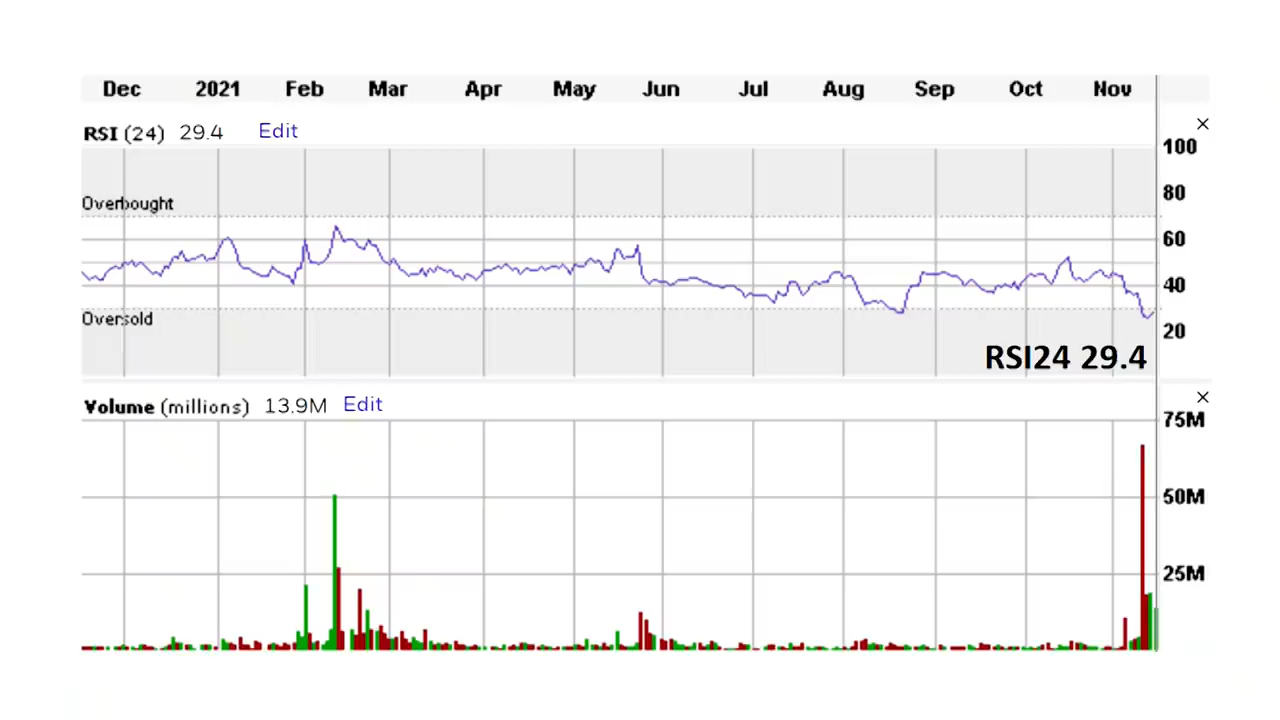 Dec 2021 Feb Mar Apr May Jun Jul Aug Sep Oct Nov
RSI (24) 29.4 Edit
100
80
Overbought
60
40
Oversold
20
RSI24 29.4
Volume (millions) 13.9M Edit
75M
50M
25M